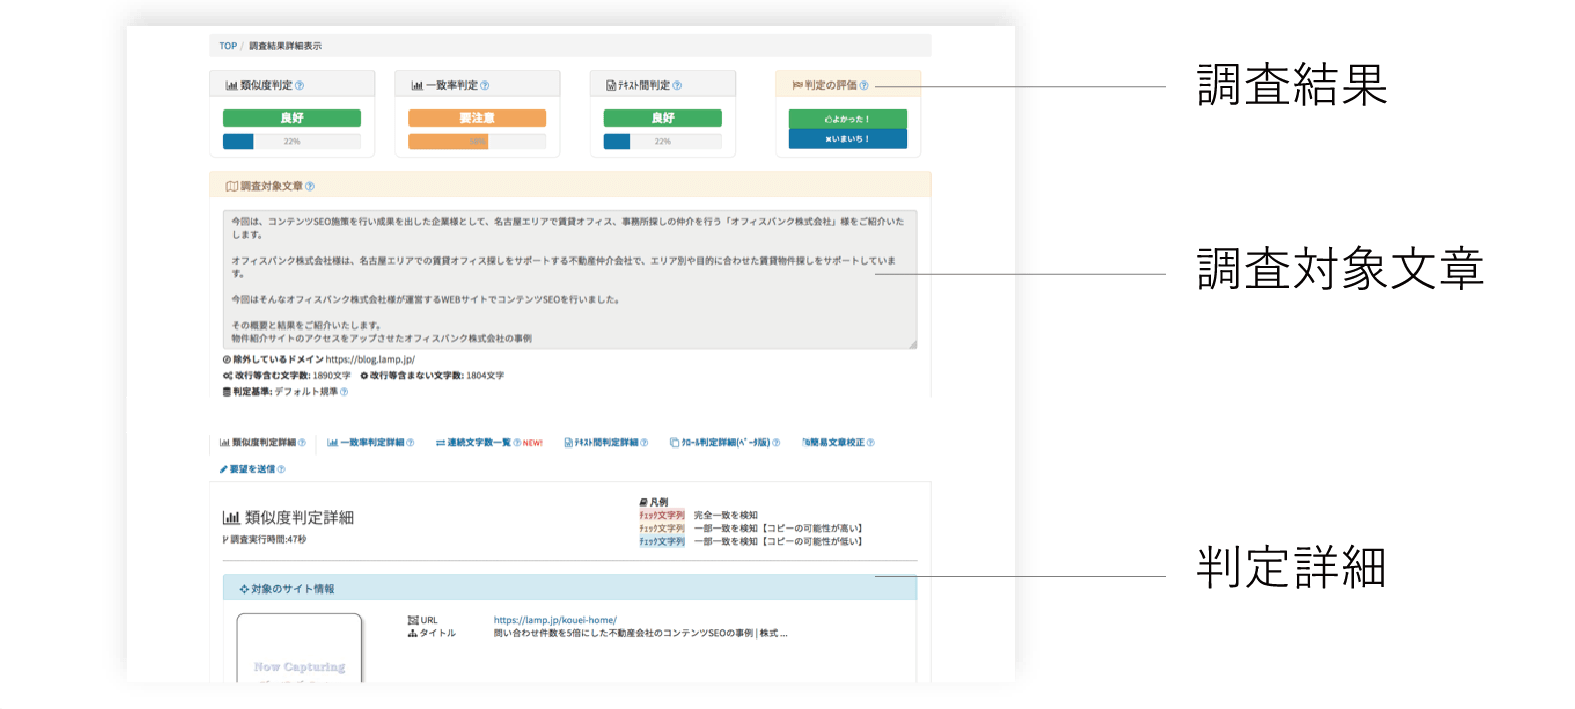 TOP / 調査結果詳細表示
類似度判定
良好
22%
一致率判定
要注意
テキスト間判定
良好
22%
判定の評価
よかった！
いまいち！
調査結果
調査対象文章
今回は、コンテンツSEO施策を行い成果を出した企業様として、名古屋エリアで賃貸オフィス、事務所探しの仲介を行う「オフィスバンク株式会社」様をご紹介いた
します。
オフィスバンク株式会社様は、名古屋エリアでの賃貸オフィス探しをサポートする不動産仲介会社で、エリア別や目的に合わせた賃貸物件探しをサポートしていま
す。
今回はそんなオフィスバンク株式会社様が運営するWEBサイトでコンテンツSEOを行いました。
その概要と結果をご紹介いたします。
物件紹介サイトのアクセスをアップさせたオフィスバンク株式会社の事例
調査対象文章
除外しているドメイン https://blog.lamp.jp/
改行等含む文字数: 1890文字 改行等含まない文字数: 1804文字
判定基準: デフォルト規準
類似度判定詳細 一致率判定詳細 連続文字数一覧 NEW! テキスト間判定詳細 クロール判定詳細(ベータ版) 簡易文章校正
要望を送信
類似度判定詳細
調査実行時間:47秒
凡例
チェック文字列 完全一致を検知
チェック文字列 一部一致を検知【コピーの可能性が高い】
チェック文字列 一部一致を検知【コピーの可能性が低い】
判定詳細
対象のサイト情報
Now Capturing
URL https://lamp.jp/kouei-home/
タイトル 問い合わせ件数を5倍にした不動産会社のコンテンツSEOの事例 | 株式 ...